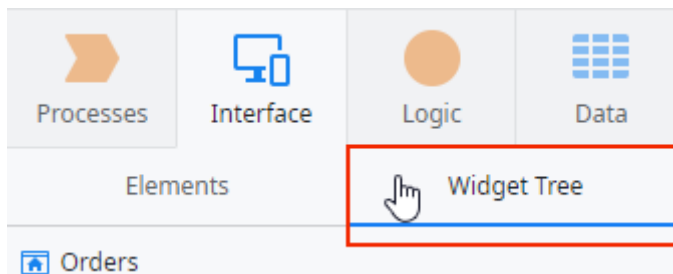 Processes Interface Logic Data
Elements Widget Tree
Orders